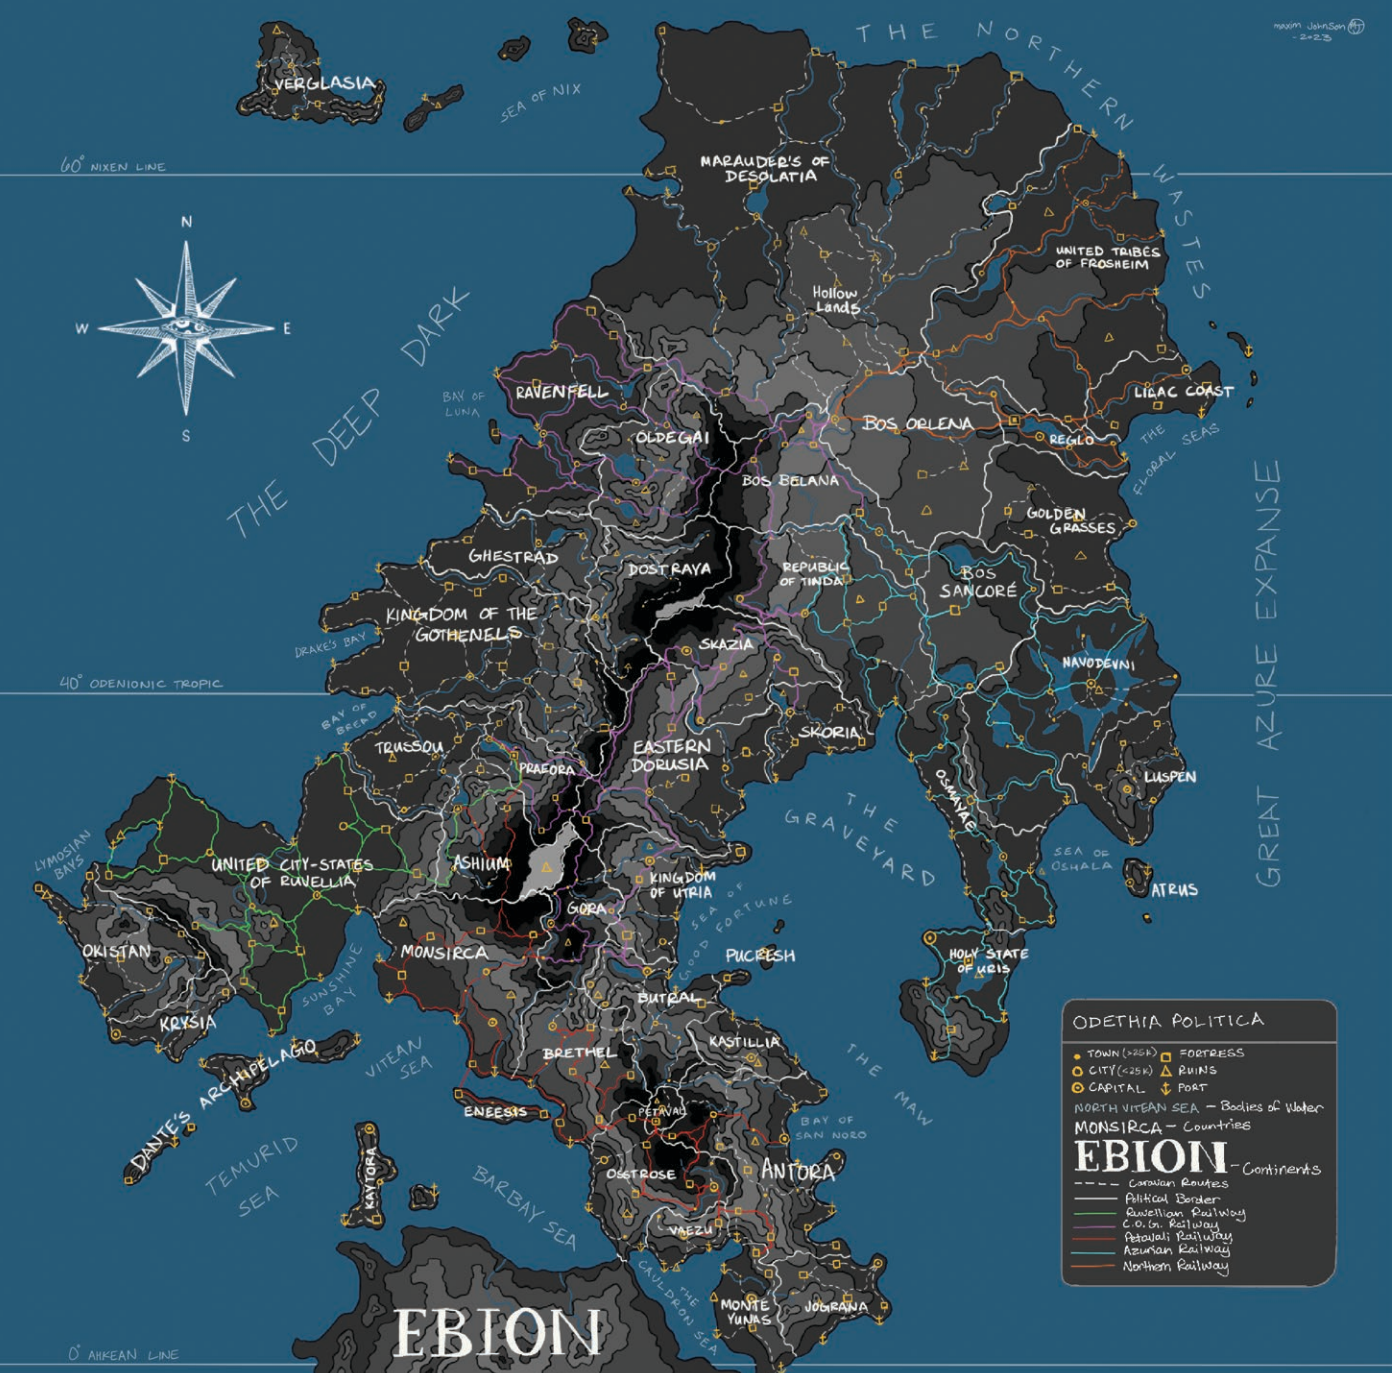 maxim Johnson
-2023
THE NORTHERN WASTES
VERGLASIA
SEA OF NIX
60° NIXEN LINE
MARAUDER'S OF
DESOLATIA
N
W
E
S
UNITED TRIBES
OF FROSHEIM
Hollow
Lands
THE DEEP DARK
BAY OF
LUNA
RAVENFELL
LILAC COAST
OLDEGAI
BOS ORLENA
REGLO
THE
FLORAL SEAS
BOS BELANA
GOLDEN
GRASSES
GHESTRAD
DOSTRAYA
REPUBLIC
OF TINDA
BOS
SANCORÉ
GREAT AZURE EXPANSE
KINGDOM OF THE
GOTHENELS
DRAKE'S BAY
SKAZIA
NAVODEVNI
40° ODENIONIC TROPIC
BAY OF
BREAD
TRUSSOU
EASTERN
DORUSIA
SKORIA
PRAEORA
LUSPEN
OSMAYAE
THE
GRAVEYARD
LYMOSIAN
BAYS
UNITED CITY-STATES
OF RUVELLIA
ASHIUM
KINGDOM
OF UTRIA
SEA OF
OSHALA
ATRUS
GORA
SEA OF
GOOD FORTUNE
OKISTAN
MONSIRCA
PUCRESH
HOLY STATE
OF URIS
SUNSHINE
BAY
BUTRAL
KRYSIA
KASTILLIA
DANTE'S ARCHIPELAGO
VITEAN
SEA
BRETHEL
THE MAW
ENEESIS
PETAVAL
BAY OF
SAN NORO
TEMURID
SEA
KAYTORA
BARBAY SEA
OSSTROSE
ANTORA
VAEZU
THE
CAULDRON SEA
MONTE
YUNAS
JOGRANA
EBION
0° AHKEAN LINE
ODETHIA POLITICA
TOWN (>25K) FORTRESS
CITY (<25K) RUINS
CAPITAL PORT
NORTH VITEAN SEA - Bodies of Water
MONSIRCA - Countries
EBION - Continents
Caravan Routes
Political Border
Ruvellian Railway
C.O.G. Railway
Petavali Railway
Azurian Railway
Northern Railway